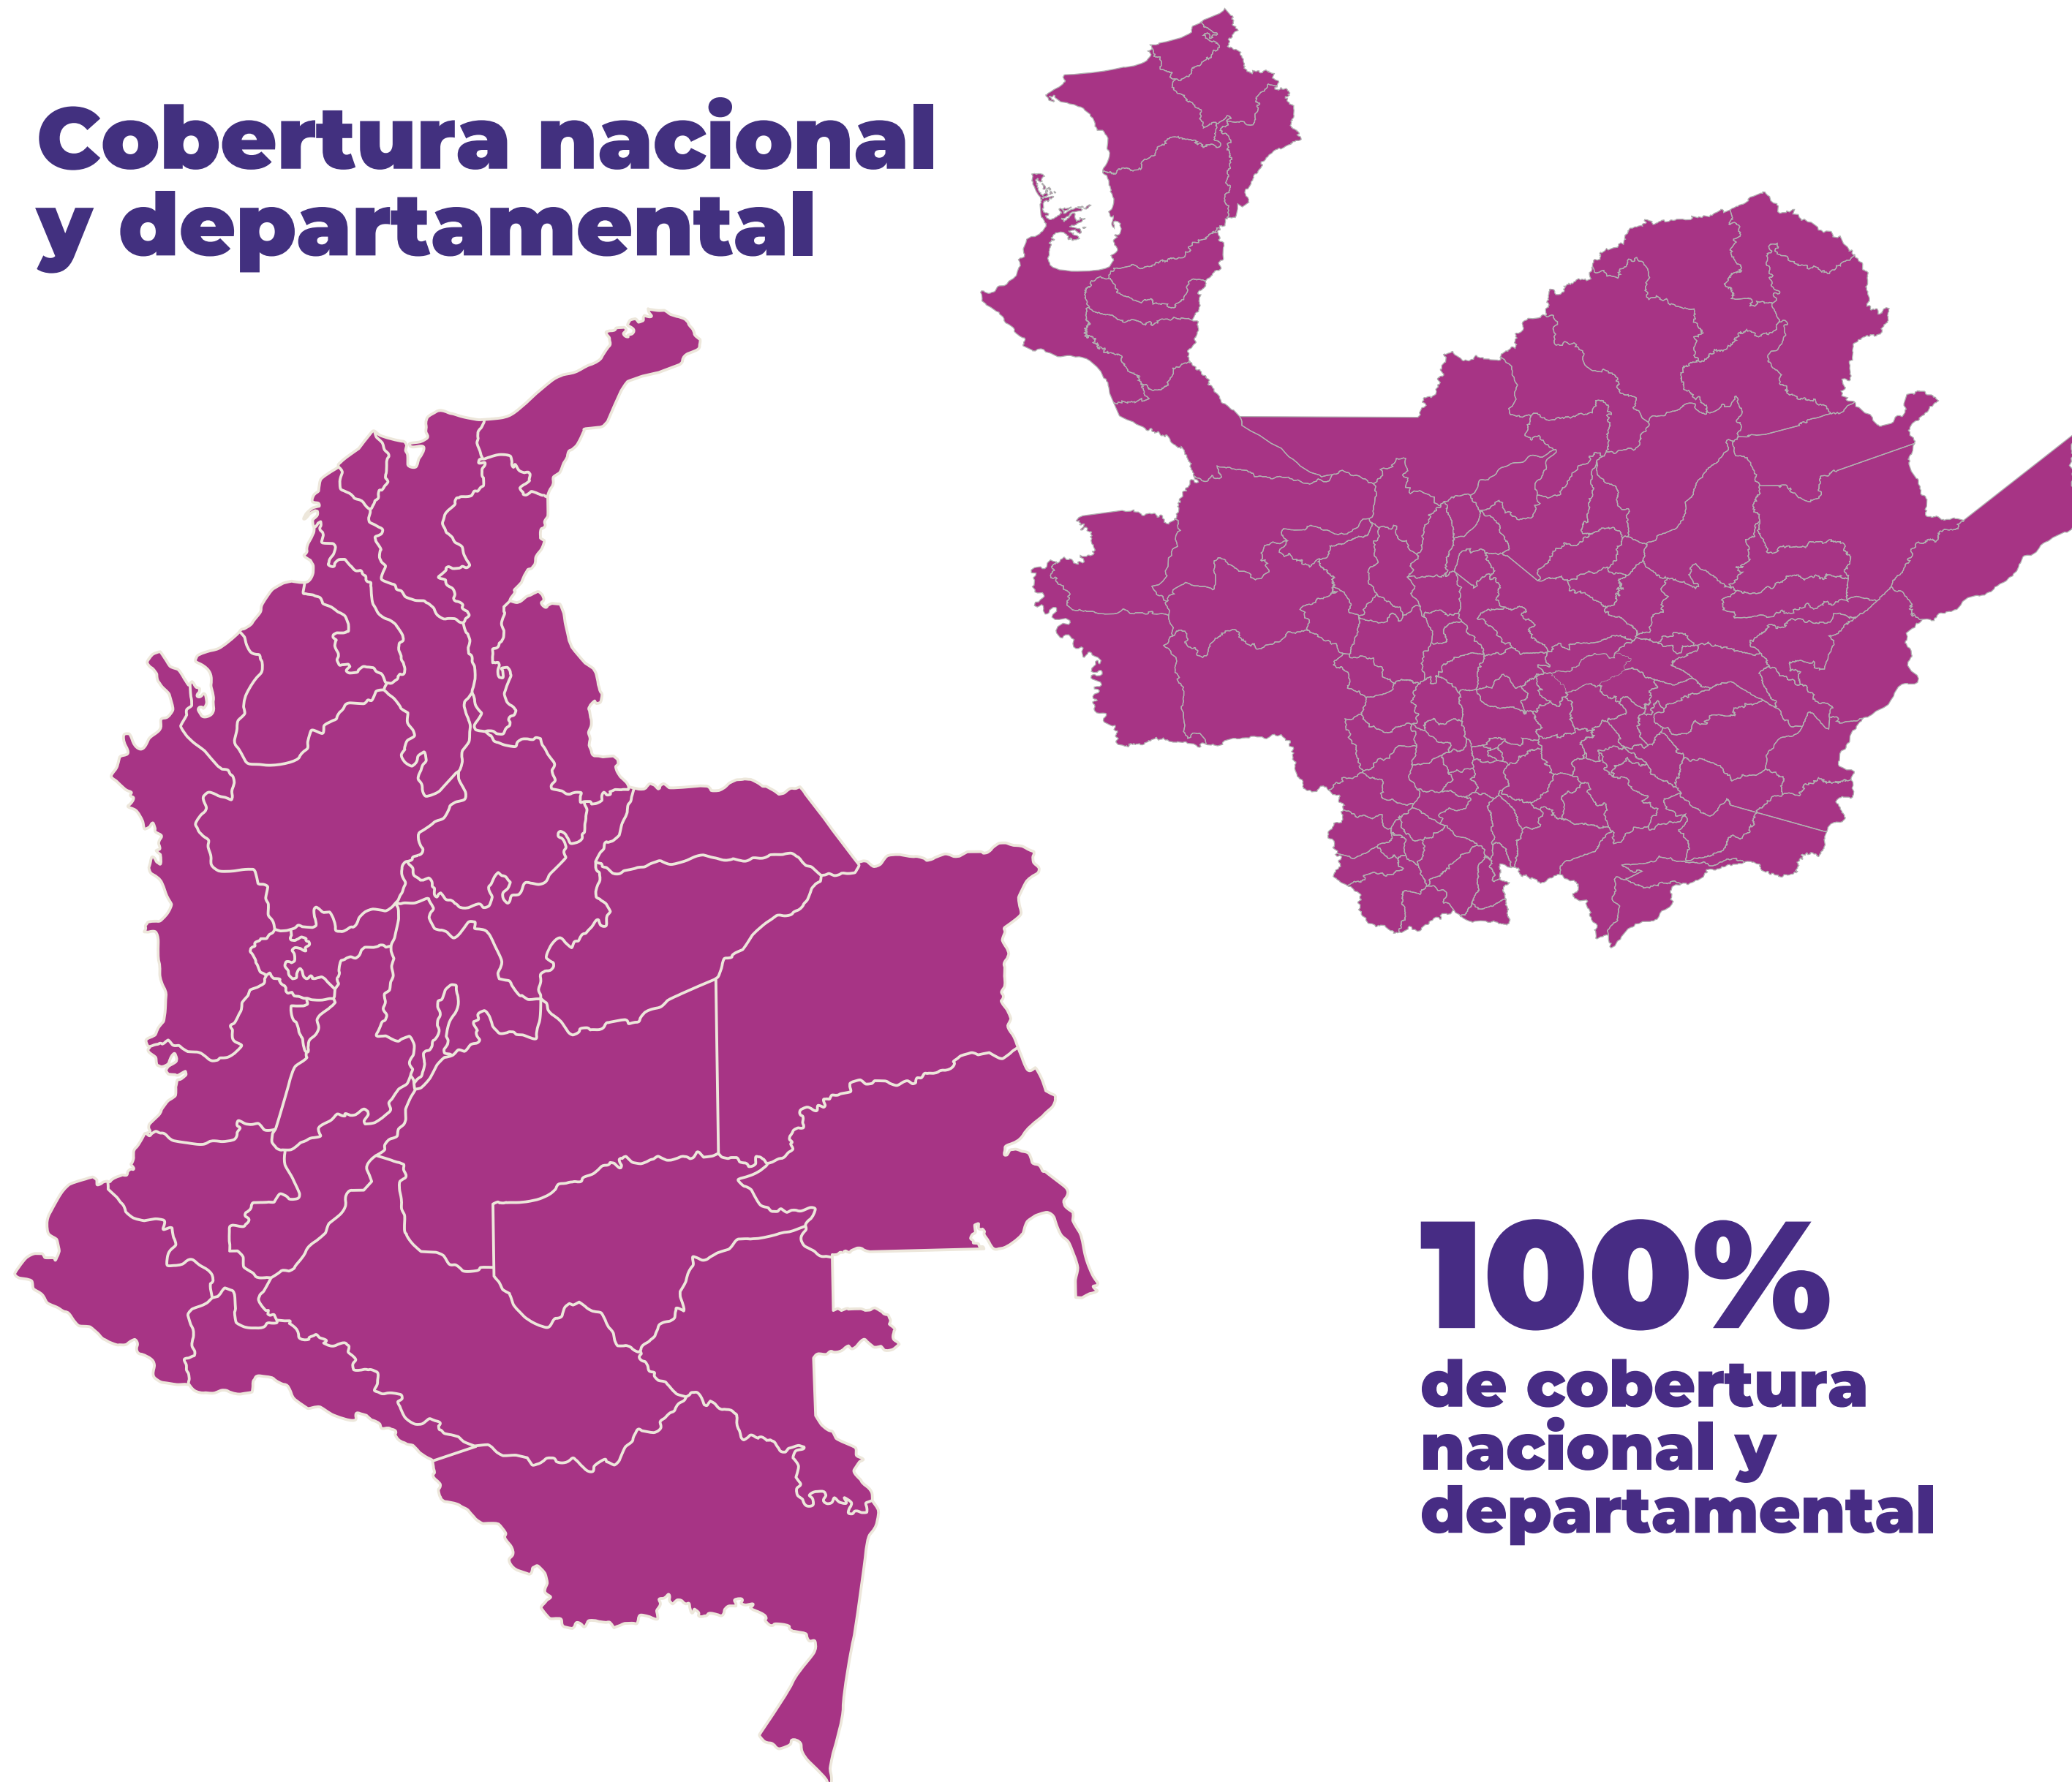 Cobertura nacional
y departamental
100%
de cobertura
nacional y
departamental